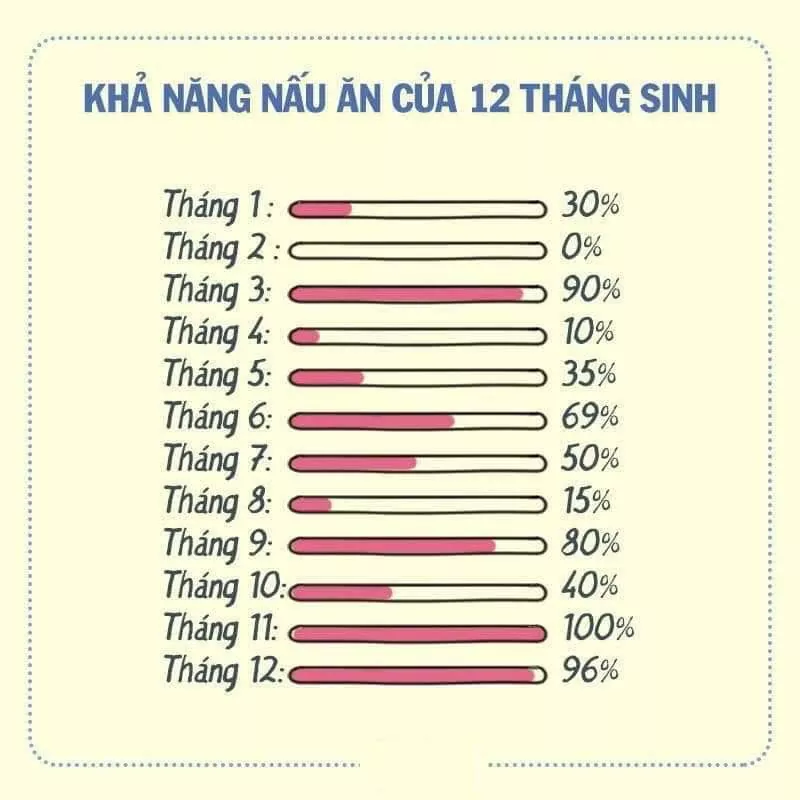 KHẢ NĂNG NẤU ĂN CỦA 12 THÁNG SINH
Tháng 1: 30%
Tháng 2: 0%
Tháng 3: 90%
Tháng 4: 10%
Tháng 5: 35%
Tháng 6: 69%
Tháng 7: 50%
Tháng 8: 15%
Tháng 9: 80%
Tháng 10: 40%
Tháng 11: 100%
Tháng 12: 96%